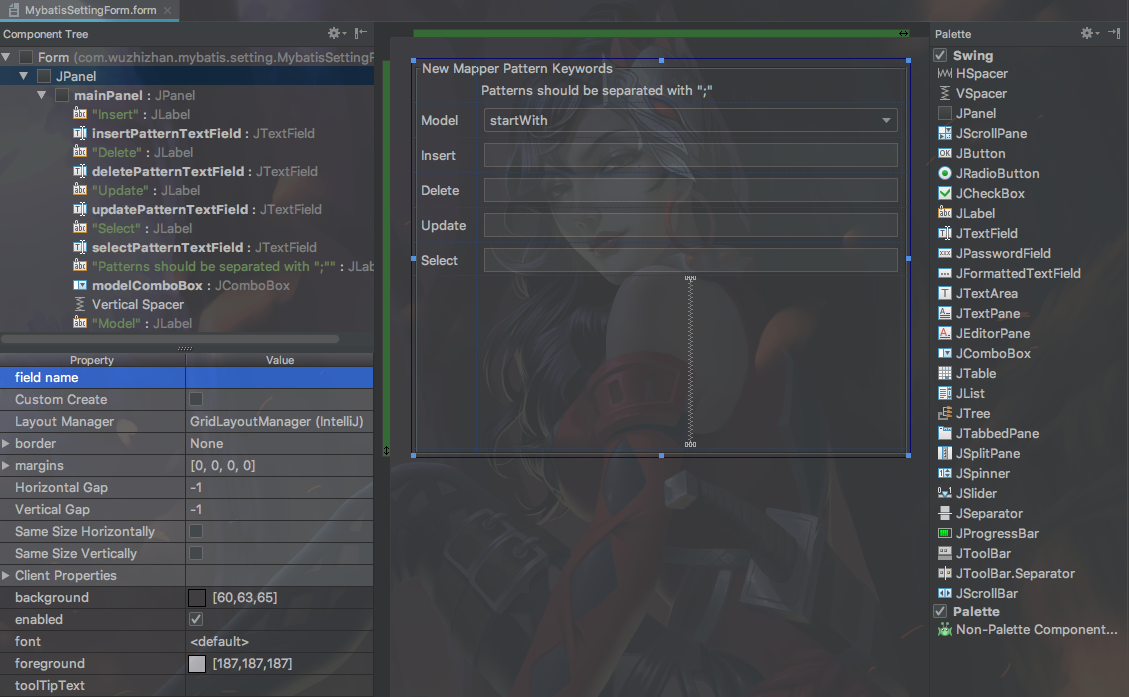 MybatisSettingForm.form
Component Tree
Form (com.wuzhizhan.mybatis.setting.MybatisSettingF
JPanel
mainPanel : JPanel
"Insert" : JLabel
insertPatternTextField : JTextField
"Delete" : JLabel
deletePatternTextField : JTextField
"Update" : JLabel
updatePatternTextField : JTextField
"Select" : JLabel
selectPatternTextField : JTextField
"Patterns should be separated with ";"" : JLab
modelComboBox : JComboBox
Vertical Spacer
"Model" : JLabel
Property Value
field name
Custom Create
Layout Manager GridLayoutManager (IntelliJ)
border None
margins [0, 0, 0, 0]
Horizontal Gap -1
Vertical Gap -1
Same Size Horizontally
Same Size Vertically
Client Properties
background [60,63,65]
enabled
font <default>
foreground [187,187,187]
toolTipText
New Mapper Pattern Keywords
Patterns should be separated with ";"
Model startWith
Insert
Delete
Update
Select
Palette
Swing
HSpacer
VSpacer
JPanel
JScrollPane
JButton
JRadioButton
JCheckBox
JLabel
JTextField
JPasswordField
JFormattedTextField
JTextArea
JTextPane
JEditorPane
JComboBox
JTable
JList
JTree
JTabbedPane
JSplitPane
JSpinner
JSlider
JSeparator
JProgressBar
JToolBar
JToolBar.Separator
JScrollBar
Palette
Non-Palette Component...